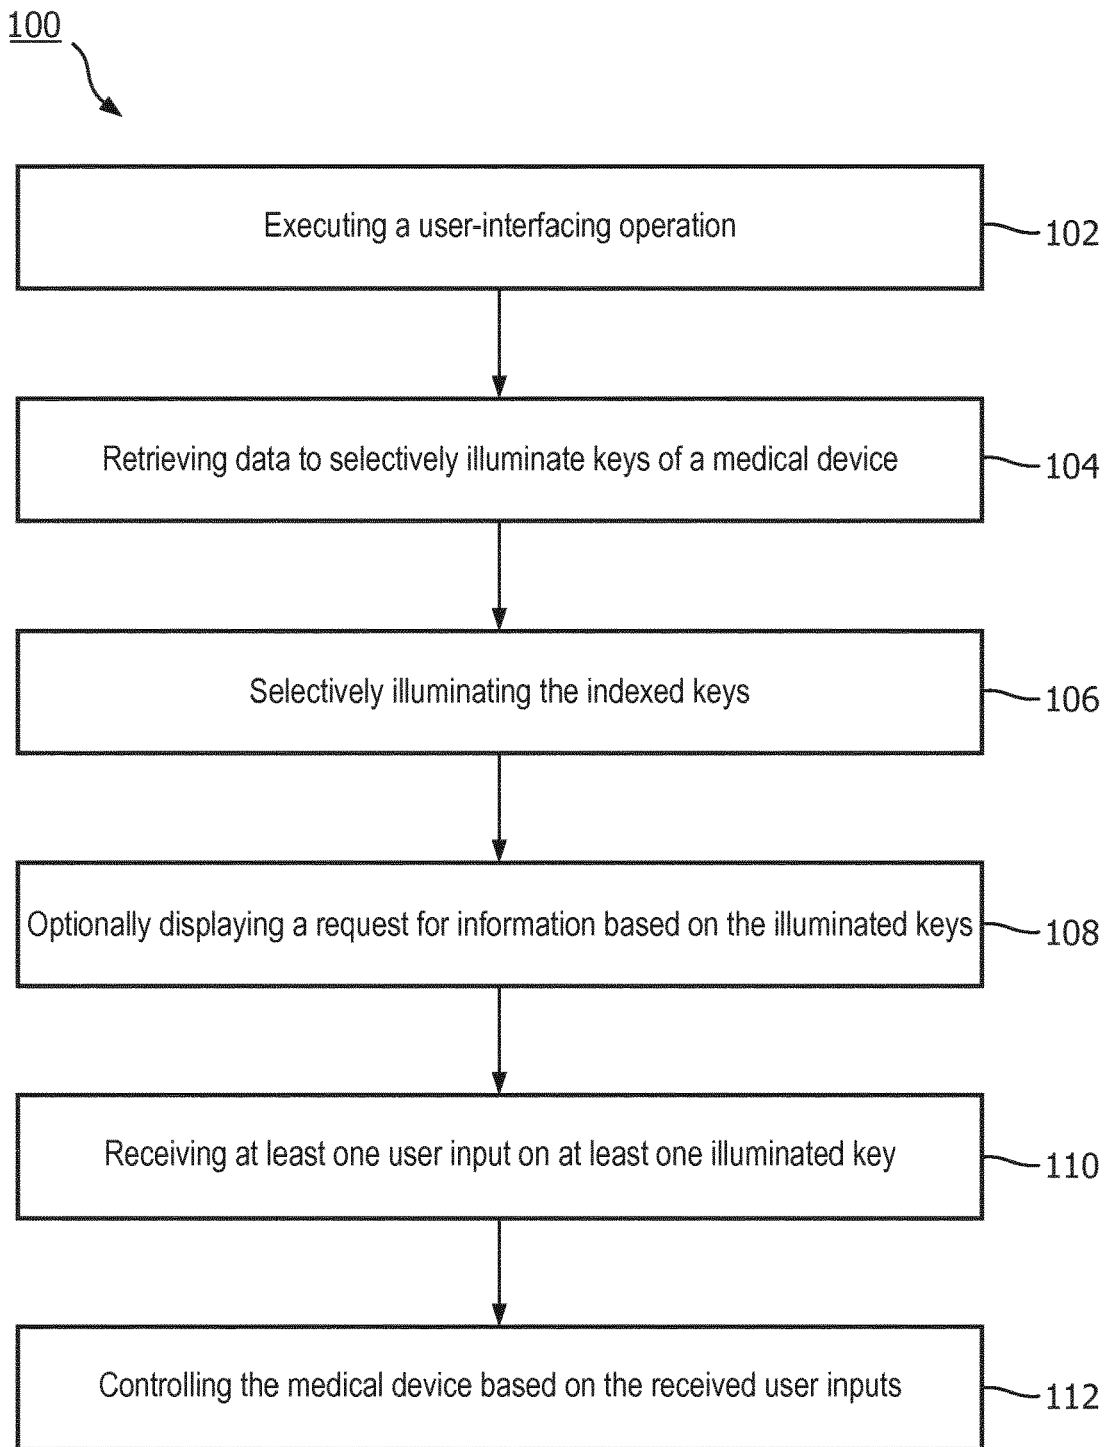 100
Executing a user-interfacing operation
102
Retrieving data to selectively illuminate keys of a medical device
104
Selectively illuminating the indexed keys
106
Optionally displaying a request for information based on the illuminated keys
108
Receiving at least one user input on at least one illuminated key
110
Controlling the medical device based on the received user inputs
112